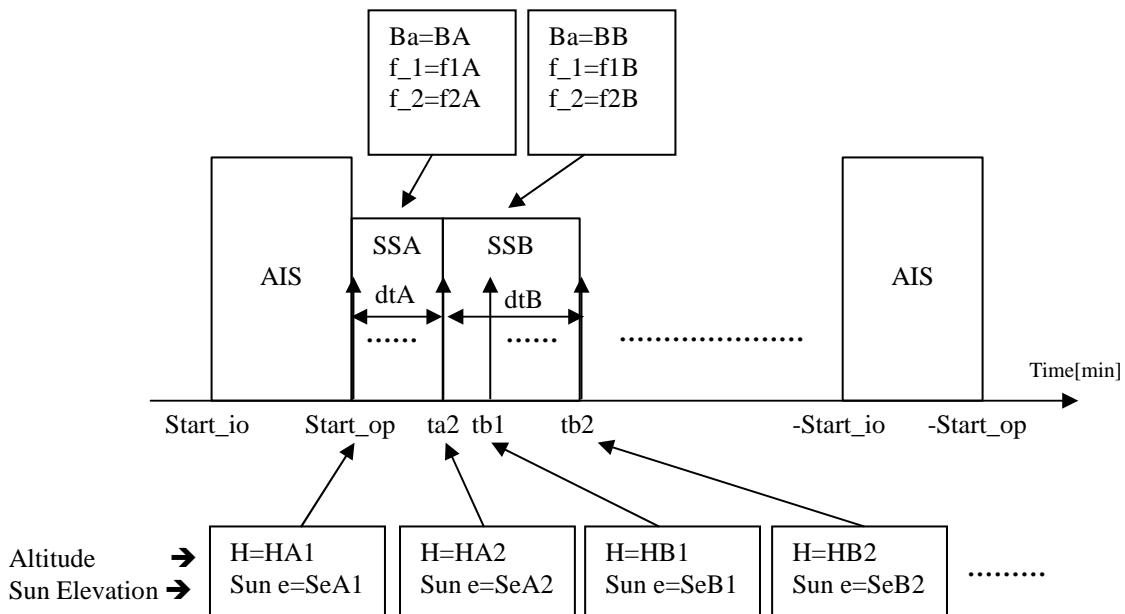 Ba=BA
f_1=f1A
f_2=f2A
Ba=BB
f_1=f1B
f_2=f2B
AIS
SSA
SSB
AIS
dtA
dtB
......
......
.....................
Time[min]
Start_io
Start_op
ta2
tb1
tb2
-Start_io
-Start_op
Altitude ➔
Sun Elevation ➔
H=HA1
Sun e=SeA1
H=HA2
Sun e=SeA2
H=HB1
Sun e=SeB1
H=HB2
Sun e=SeB2
.........